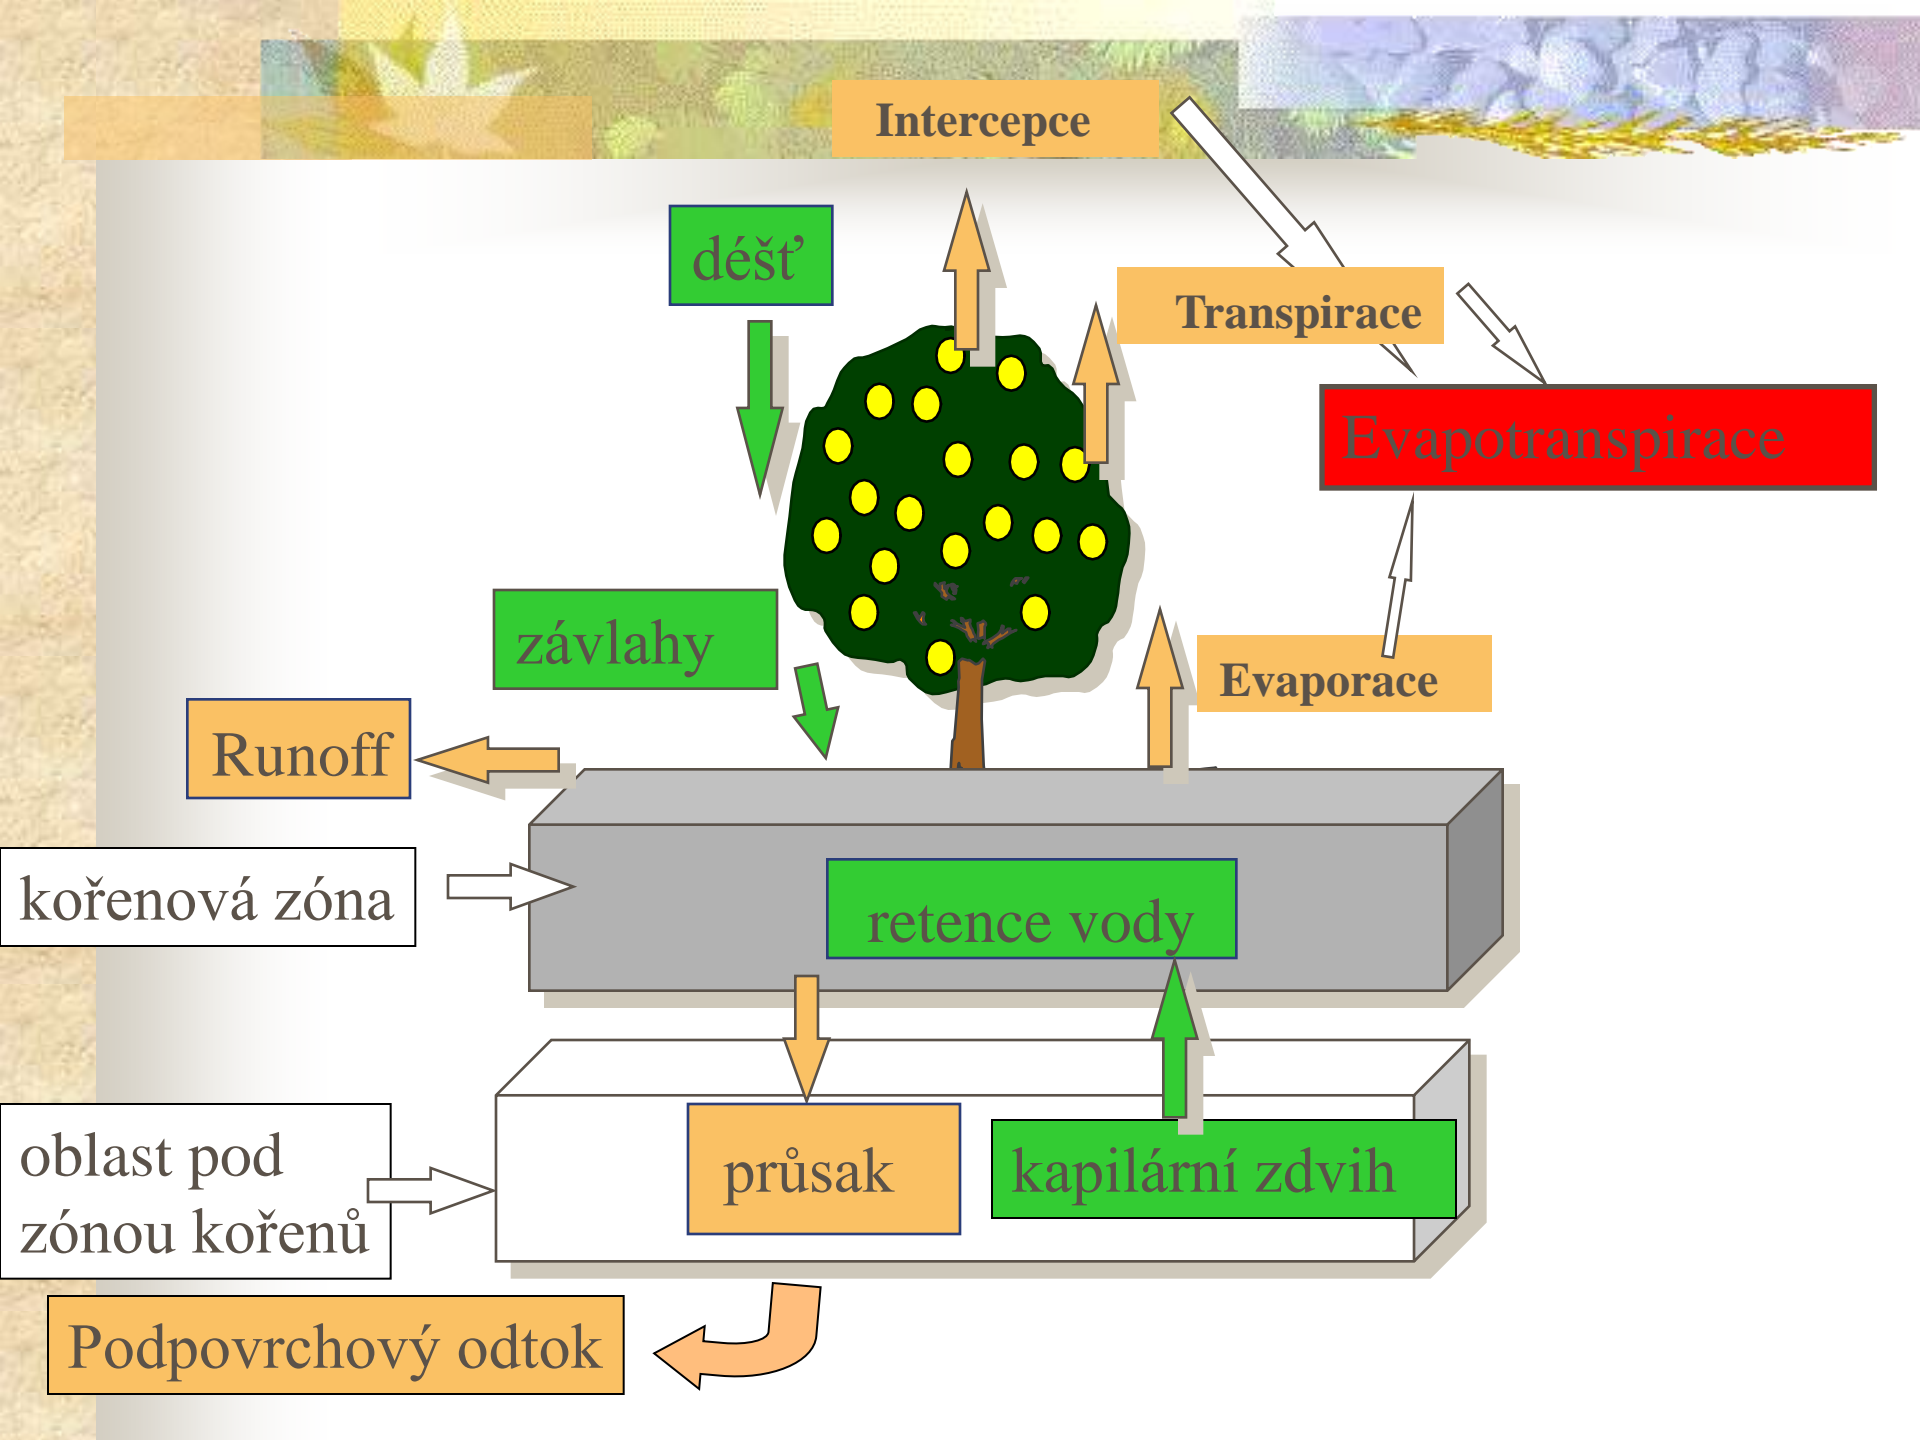 Intercepce
déšť
Transpirace
Evapotranspirace
závlahy
Evaporace
Runoff
kořenová zóna
retence vody
oblast pod
zónou kořenů
průsak
kapilární zdvih
Podpovrchový odtok